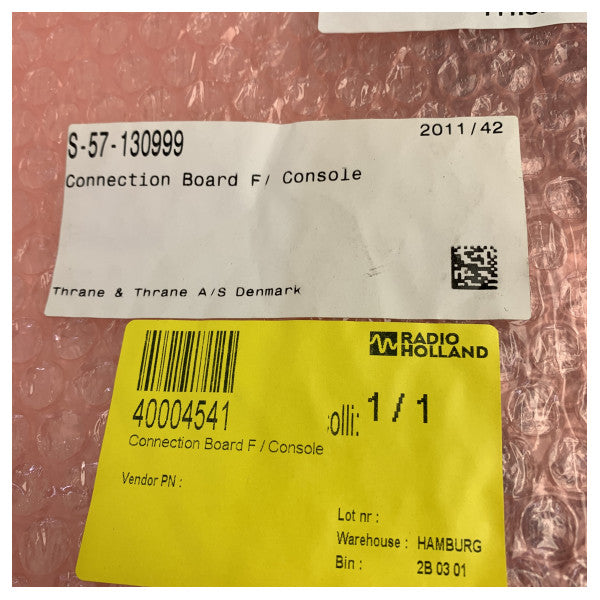 S-57-130999
2011/42
Connection Board F/ Console
Thrane & Thrane A/S Denmark
RADIO
HOLLAND
40004541
olli: 1 / 1
Connection Board F / Console
Vendor PN :
Lot nr :
Warehouse : HAMBURG
Bin : 2B 03 01